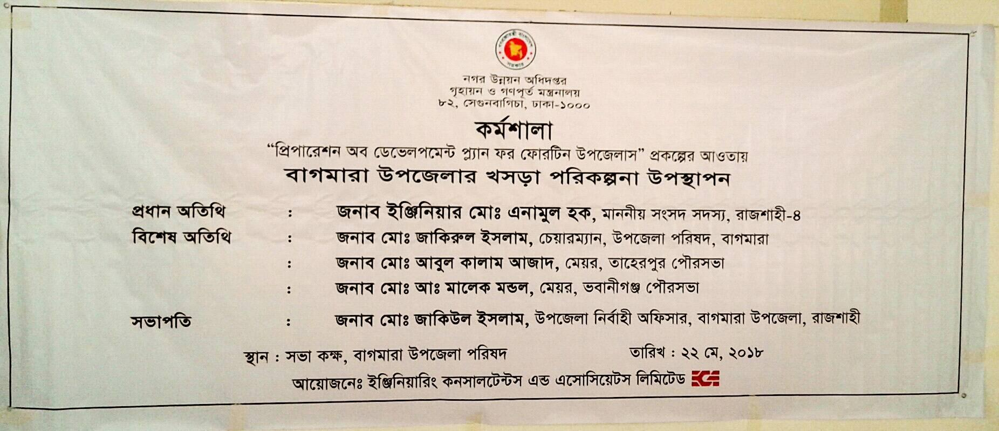 গণপ্রজাতন্ত্রী বাংলাদেশ
সরকার
নগর উন্নয়ন অধিদপ্তর
গৃহায়ন ও গণপূর্ত মন্ত্রনালয়
৮২, সেগুনবাগিচা, ঢাকা-১০০০
কর্মশালা
“প্রিপারেশন অব ডেভেলপমেন্ট প্ল্যান ফর ফোরটিন উপজেলাস” প্রকল্পের আওতায়
বাগমারা উপজেলার খসড়া পরিকল্পনা উপস্থাপন
প্রধান অতিথি : জনাব ইঞ্জিনিয়ার মোঃ এনামুল হক, মাননীয় সংসদ সদস্য, রাজশাহী-৪
বিশেষ অতিথি : জনাব মোঃ জাকিরুল ইসলাম, চেয়ারম্যান, উপজেলা পরিষদ, বাগমারা
: জনাব মোঃ আবুল কালাম আজাদ, মেয়র, তাহেরপুর পৌরসভা
: জনাব মোঃ আঃ মালেক মন্ডল, মেয়র, ভবানীগঞ্জ পৌরসভা
সভাপতি : জনাব মোঃ জাকিউল ইসলাম, উপজেলা নির্বাহী অফিসার, বাগমারা উপজেলা, রাজশাহী
স্থান : সভা কক্ষ, বাগমারা উপজেলা পরিষদ তারিখ : ২২ মে, ২০১৮
আয়োজনেঃ ইঞ্জিনিয়ারিং কনসালটেন্টস এন্ড এসোসিয়েটস লিমিটেড